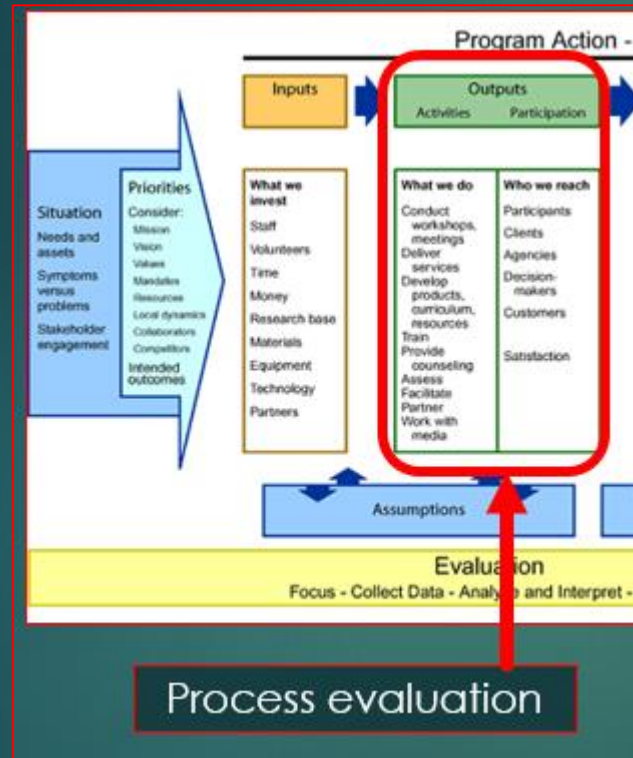 Program Action -
Inputs
Outputs
Activities Participation
Situation
Needs and
assets
Symptoms
versus
problems
Stakeholder
engagement
Priorities
Consider:
Mission
Vision
Values
Mandates
Resources
Local dynamics
Collaborators
Competitors
Intended
outcomes
What we
invest
Staff
Volunteers
Time
Money
Research base
Materials
Equipment
Technology
Partners
What we do
Conduct
workshops,
meetings
Deliver
services
Develop
products,
curriculum,
resources
Train
Provide
counseling
Assess
Facilitate
Partner
Work with
media
Who we reach
Participants
Clients
Agencies
Decision-
makers
Customers
Satisfaction
Assumptions
Evaluation
Focus - Collect Data - Analyze and Interpret -
Process evaluation